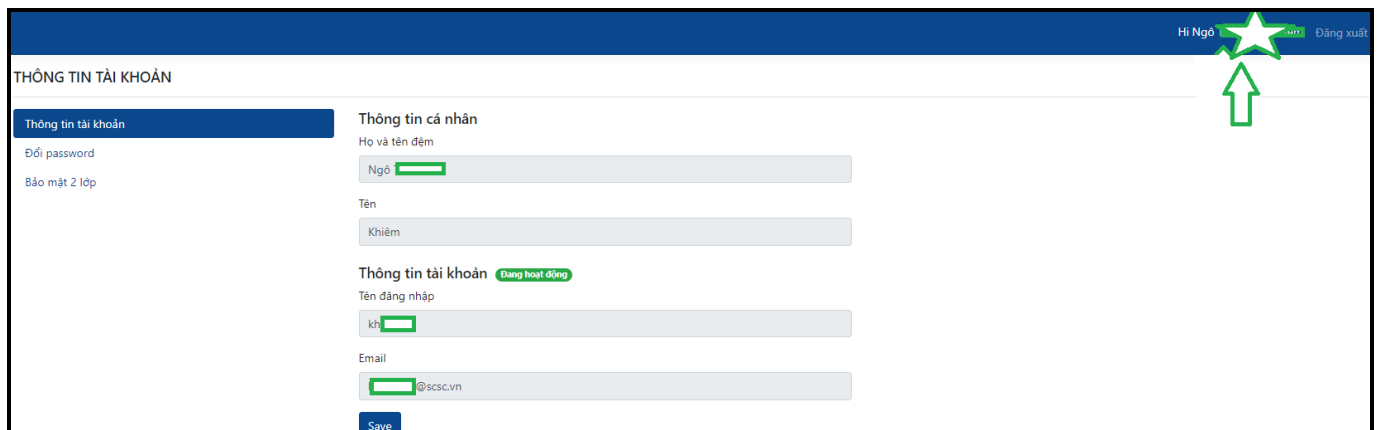 Hi Ngô Đăng xuất
THÔNG TIN TÀI KHOẢN
Thông tin tài khoản
Đổi password
Bảo mật 2 lớp
Thông tin cá nhân
Họ và tên đệm
Ngô
Tên
Khiêm
Thông tin tài khoản Đang hoạt động
Tên đăng nhập
kh
Email
@scsc.vn
Save